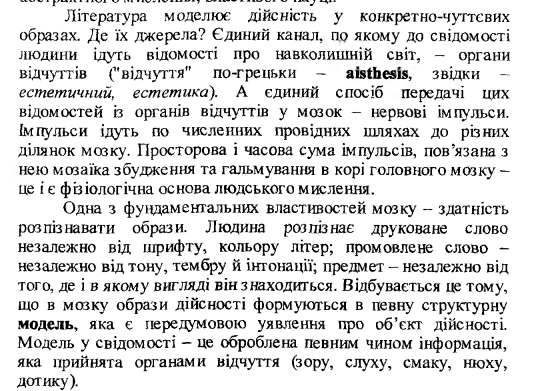 абстрактного мислення, властивого науці.
Література моделює дійсність у конкретно-чуттєвих
образах. Де їх джерела? Єдиний канал, по якому до свідомості
людини ідуть відомості про навколишній світ, – органи
відчуттів ("відчуття" по-грецьки – aisthesis, звідки –
естетичний, естетика). А єдиний спосіб передачі цих
відомостей із органів відчуттів у мозок – нервові імпульси.
Імпульси ідуть по численних провідних шляхах до різних
ділянок мозку. Просторова і часова сума імпульсів, пов’язана з
нею мозаїка збудження та гальмування в корі головного мозку –
це і є фізіологічна основа людського мислення.
Одна з фундаментальних властивостей мозку – здатність
розпізнавати образи. Людина розпізнає друковане слово
незалежно від шрифту, кольору літер; промовлене слово –
незалежно від тону, тембру й інтонації; предмет – незалежно від
того, де і в якому вигляді він знаходиться. Відбувається це тому,
що в мозку образи дійсності формуються в певну структурну
модель, яка є передумовою уявлення про об’єкт дійсності.
Модель у свідомості – це оброблена певним чином інформація,
яка прийнята органами відчуття (зору, слуху, смаку, нюху,
дотику).